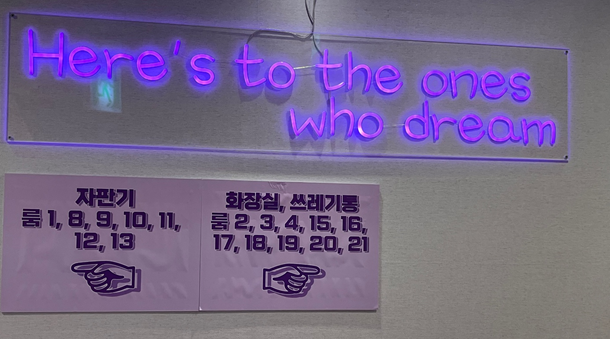 Here's to the ones
who dream
자판기
룸 1, 8, 9, 10, 11,
12, 13
화장실, 쓰레기통
룸 2, 3, 4, 15, 16,
17, 18, 19, 20, 21